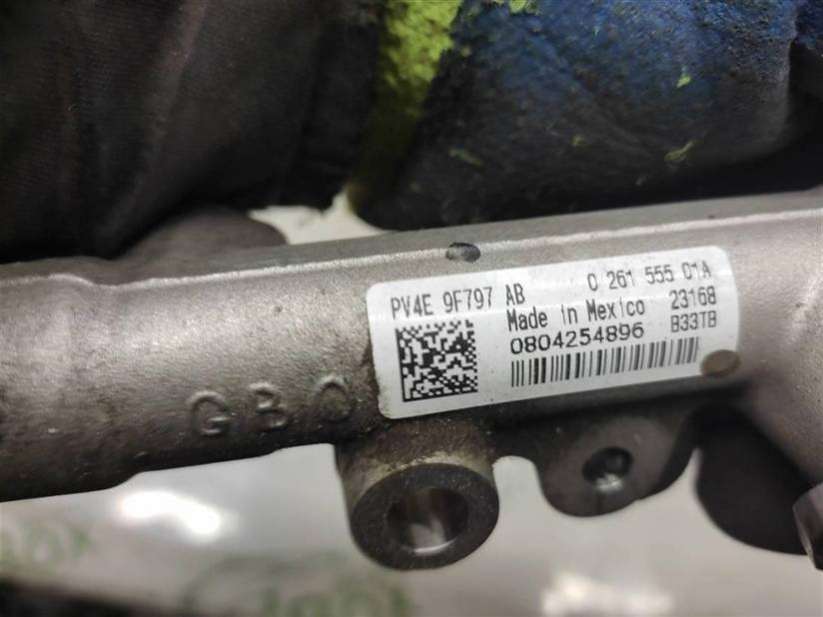 PV4E 9F797 AB 0 261 555 01A
Made in Mexico 23168
0804254896 B33TB
GBO